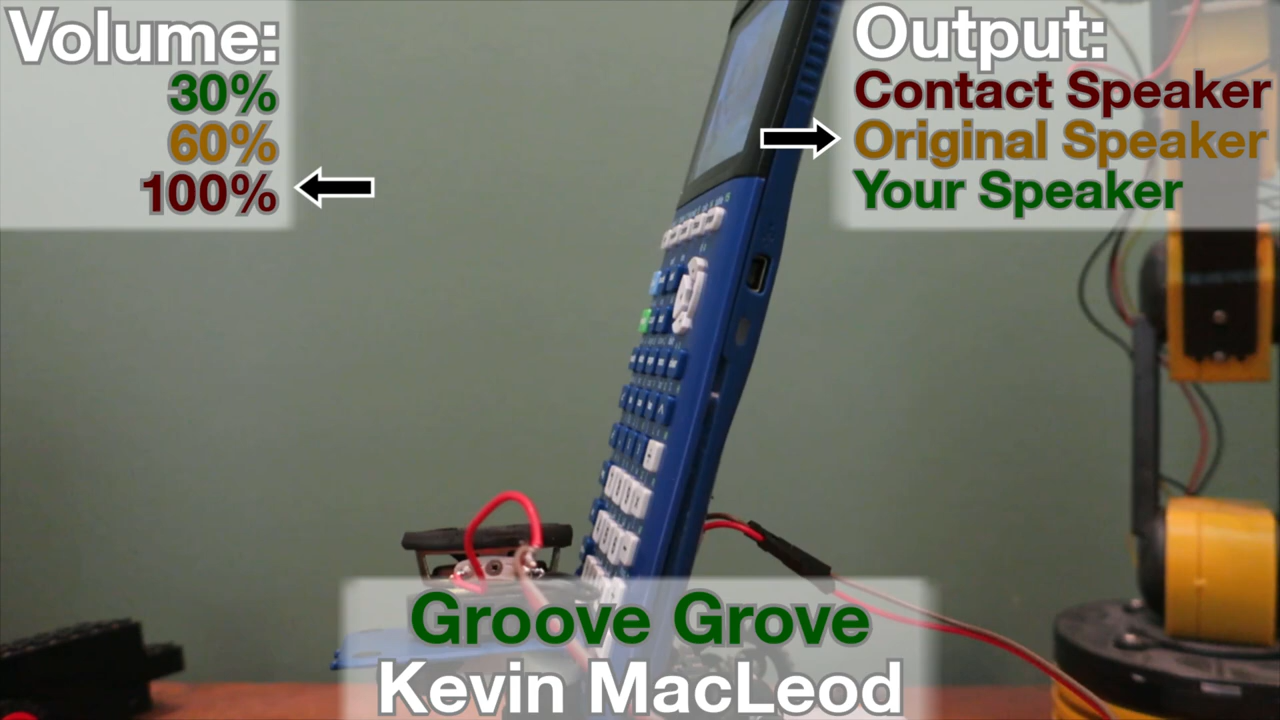 Volume:
30%
60%
100%
Output:
Contact Speaker
Original Speaker
Your Speaker
Groove Grove
Kevin MacLeod